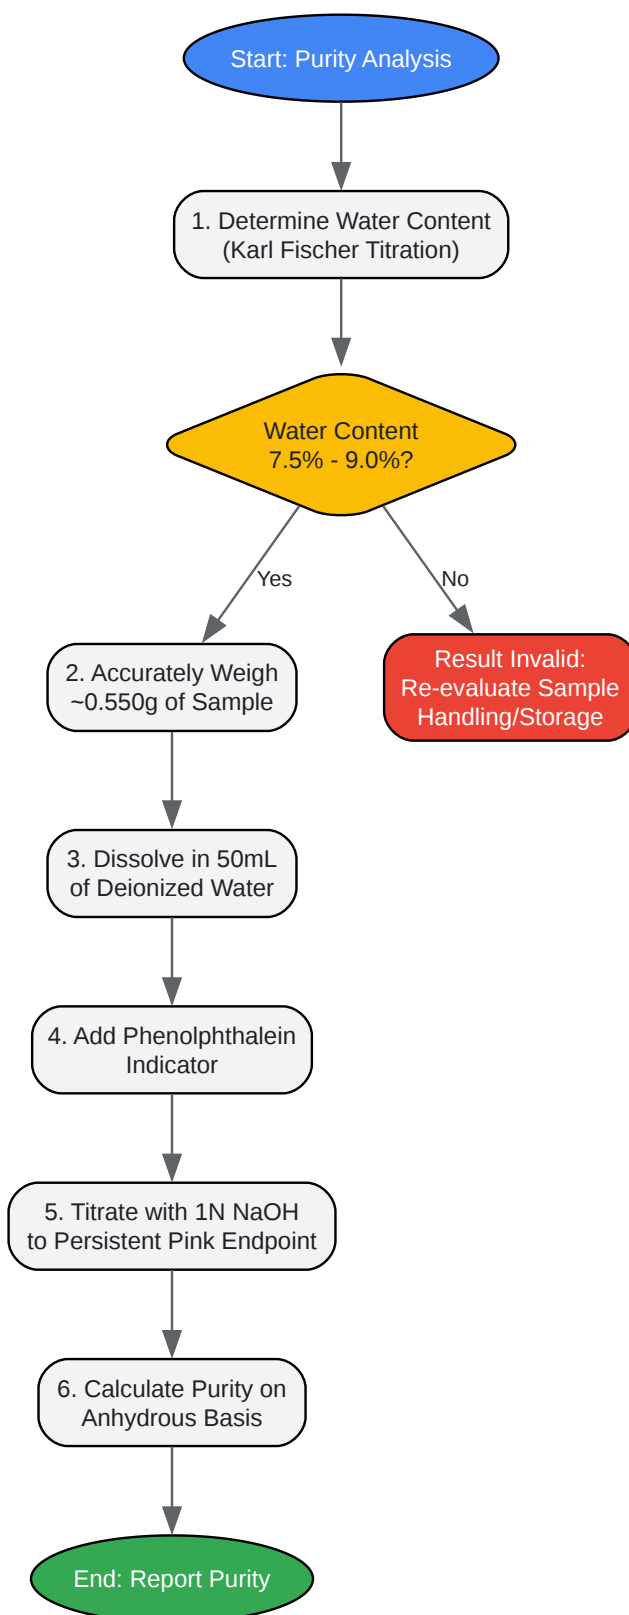 Start: Purity Analysis
1. Determine Water Content
(Karl Fischer Titration)
Water Content
7.5% - 9.0%?
Yes
No
2. Accurately Weigh
~0.550g of Sample
Result Invalid:
Re-evaluate Sample
Handling/Storage
3. Dissolve in 50mL
of Deionized Water
4. Add Phenolphthalein
Indicator
5. Titrate with 1N NaOH
to Persistent Pink Endpoint
6. Calculate Purity on
Anhydrous Basis
End: Report Purity